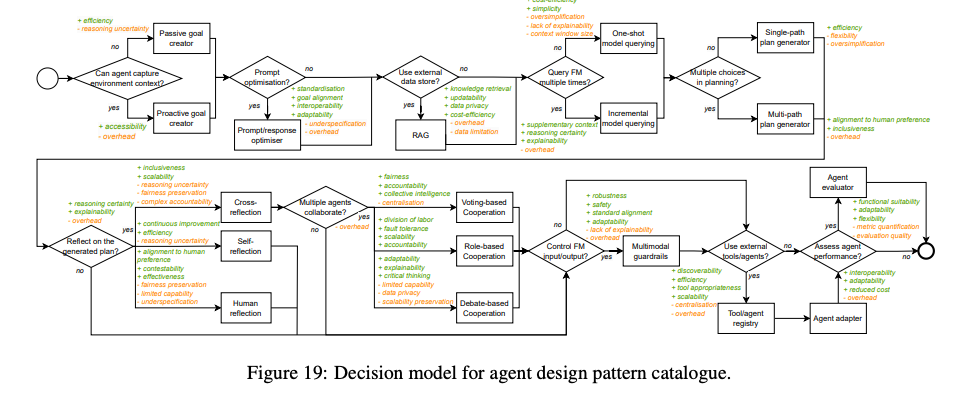 + cost-efficiency
+ simplicity
- oversimplification
- lack of explainability
- context window size
+ efficiency
- reasoning uncertainty
no
Passive goal
creator
Can agent capture
environment context?
yes
+ accessibility
- overhead
Proactive goal
creator
Prompt
optimisation?
no
yes
+ standardisation
+ goal alignment
+ interoperability
+ adaptability
- underspecification
- overhead
Prompt/response
optimiser
Use external
data store?
no
yes
+ knowledge retrieval
+ updatability
+ data privacy
+ cost-efficiency
- overhead
- data limitation
RAG
Query FM
multiple times?
no
yes
One-shot
model querying
Incremental
model querying
+ supplementary context
+ reasoning certainty
+ explainability
- overhead
Multiple choices
in planning?
no
yes
Single-path
plan generator
+ efficiency
- flexibility
- oversimplification
Multi-path
plan generator
+ alignment to human preference
+ inclusiveness
- overhead
+ reasoning certainty
+ explainability
- overhead
Reflect on the
generated plan?
yes
no
+ inclusiveness
+ scalability
- reasoning uncertainty
- fairness preservation
- complex accountability
Cross-
reflection
+ continuous improvement
+ efficiency
- reasoning uncertainty
Self-
reflection
+ alignment to human
preference
+ contestability
+ effectiveness
- fairness preservation
- limited capability
- underspecification
Human
reflection
Multiple agents
collaborate?
yes
- overhead
no
+ fairness
+ accountability
+ collective intelligence
- centralisation
Voting-based
Cooperation
+ division of labor
+ fault tolerance
+ scalability
+ accountability
Role-based
Cooperation
+ adaptability
+ explainability
+ critical thinking
- limited capability
- data privacy
- scalability preservation
Debate-based
Cooperation
Control FM
input/output?
no
yes
+ robustness
+ safety
+ standard alignment
+ adaptability
- lack of explainability
- overhead
Multimodal
guardrails
Use external
tools/agents?
no
yes
+ discoverability
+ efficiency
+ tool appropriateness
+ scalability
- centralisation
- overhead
Tool/agent
registry
Agent adapter
+ interoperability
+ adaptability
+ reduced cost
- overhead
Assess agent
performance?
yes
no
Agent
evaluator
+ functional suitability
+ adaptability
+ flexibility
- metric quantification
- evaluation quality
Figure 19: Decision model for agent design pattern catalogue.